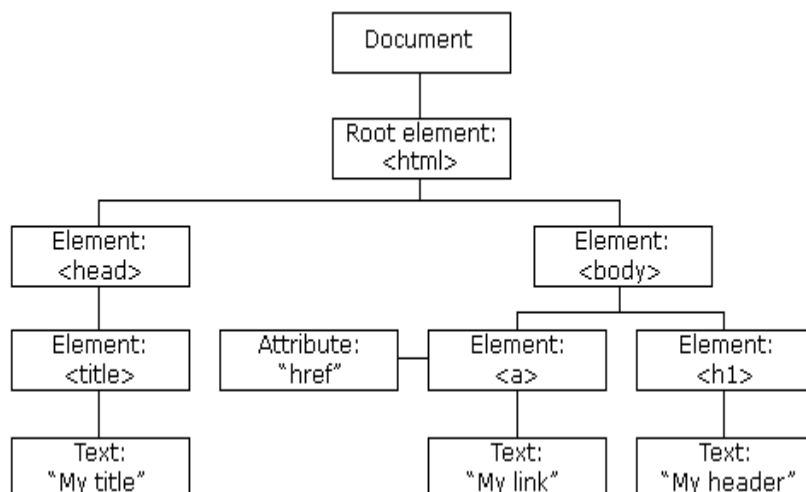 Document
Root element:
<html>
Element:
<head>
Element:
<body>
Element:
<title>
Attribute:
“href”
Element:
<a>
Element:
<h1>
Text:
“My title”
Text:
“My link”
Text:
“My header”